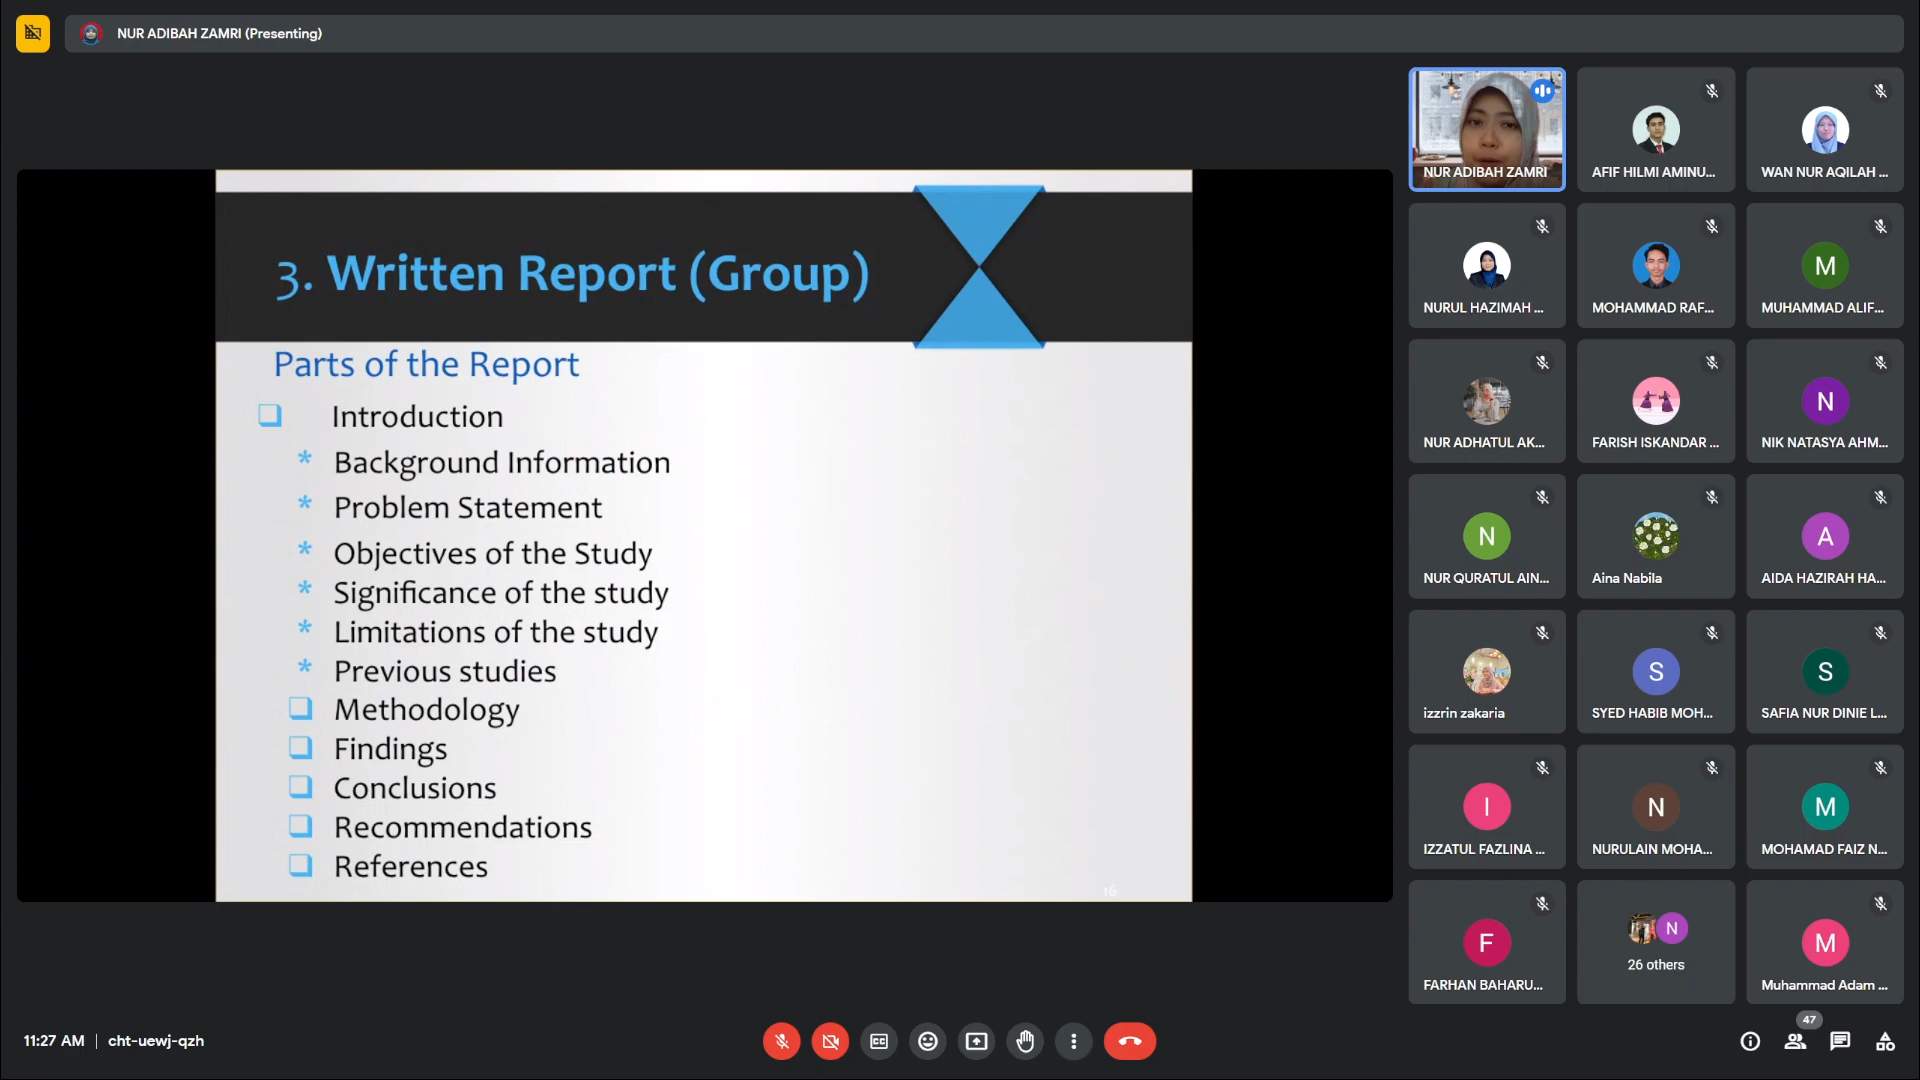 NUR ADIBAH ZAMRI (Presenting)
3. Written Report (Group)
Parts of the Report
Introduction
* Background Information
* Problem Statement
* Objectives of the Study
* Significance of the study
* Limitations of the study
* Previous studies
Methodology
Findings
Conclusions
Recommendations
References
16
NUR ADIBAH ZAMRI
AFIF HILMI AMINU...
WAN NUR AQILAH ...
NURUL HAZIMAH ...
MOHAMMAD RAF...
M
MUHAMMAD ALIF...
NUR ADHATUL AK...
FARISH ISKANDAR ...
N
NIK NATASYA AHM...
N
NUR QURATUL AIN...
Aina Nabila
A
AIDA HAZIRAH HA...
izzrin zakaria
S
SYED HABIB MOH...
S
SAFIA NUR DINIE L...
I
IZZATUL FAZLINA ...
N
NURULAIN MOHA...
M
MOHAMAD FAIZ N...
F
FARHAN BAHARU...
N
26 others
M
Muhammad Adam ...
11:27 AM | cht-uewj-qzh
47